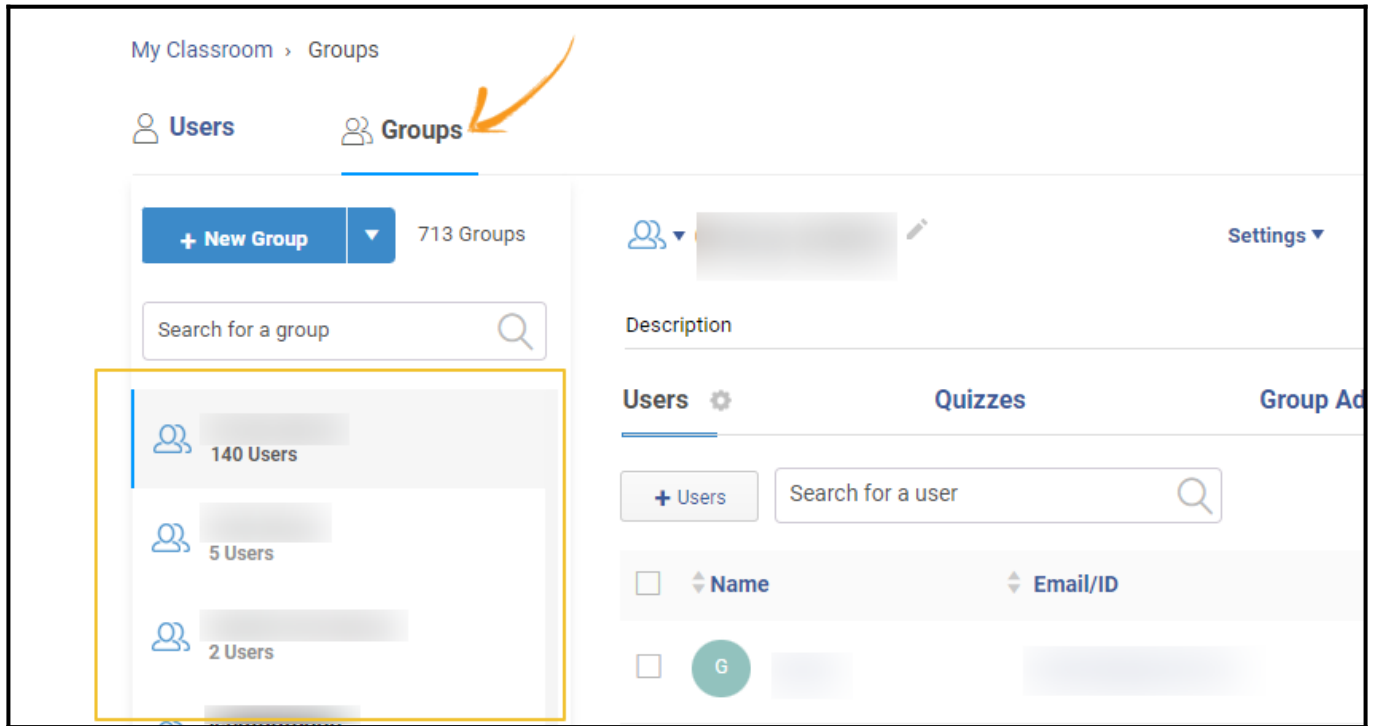 My Classroom › Groups
Users
Groups
+ New Group
713 Groups
Settings
Search for a group
Description
Users
Quizzes
Group Ad
140 Users
+ Users
Search for a user
5 Users
Name
Email/ID
2 Users
G